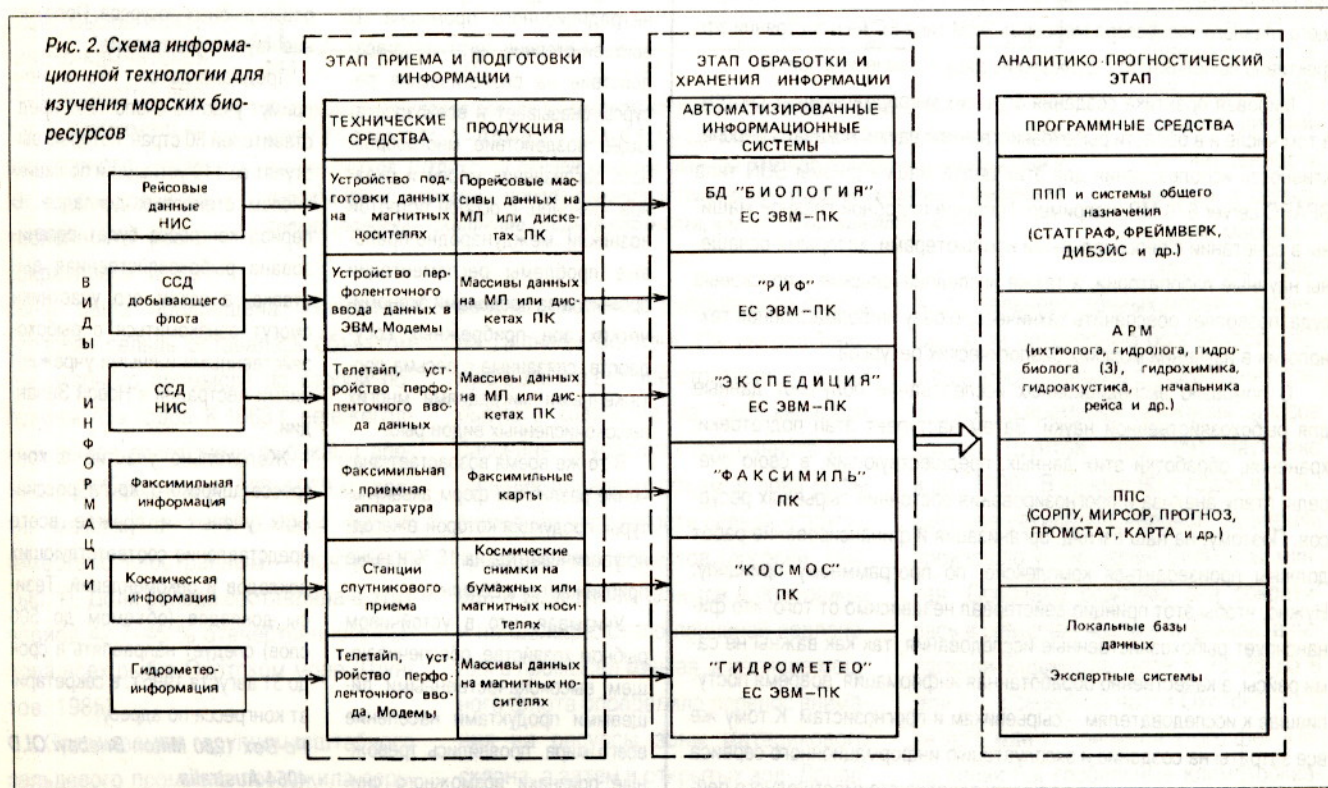 Рис. 2. Схема информа-
ционной технологии для
изучения морских био-
ресурсов
ВИДЫ ИНФОРМАЦИИ
Рейсовые
данные
НИС
ССД
добывающего
флота
ССД
НИС
Факсимильная
информация
Космическая
информация
Гидрометео-
информация
ЭТАП ПРИЕМА И ПОДГОТОВКИ
ИНФОРМАЦИИ
ТЕХНИЧЕСКИЕ
СРЕДСТВА
ПРОДУКЦИЯ
Устройство под-
готовки данных
на магнитных
носителях
Порейсовые мас-
сивы данных на
МЛ или диске-
тах ПК
Устройство пер-
фоленточного
ввода данных в
ЭВМ, Модемы
Массивы данных
на МЛ или дис-
кетах ПК
Телетайп, уст-
ройство перфо-
ленточного вво-
да данных
Массивы данных
на МЛ или дис-
кетах ПК
Факсимильная
приемная
аппаратура
Факсимильные
карты
Станции
спутникового
приема
Космические
снимки на
бумажных или
магнитных носи-
телях
Телетайп, уст-
ройство перфо-
ленточного вво-
да, Модемы
Массивы данных
на магнитных но-
сителях
ЭТАП ОБРАБОТКИ И
ХРАНЕНИЯ ИНФОРМАЦИИ
АВТОМАТИЗИРОВАННЫЕ
ИНФОРМАЦИОННЫЕ
СИСТЕМЫ
БД "БИОЛОГИЯ"
ЕС ЭВМ–ПК
"РИФ"
ЕС ЭВМ–ПК
"ЭКСПЕДИЦИЯ"
ЕС ЭВМ–ПК
"ФАКСИМИЛЬ"
ПК
"КОСМОС"
ПК
"ГИДРОМЕТЕО"
ЕС ЭВМ–ПК
АНАЛИТИКО-ПРОГНОСТИЧЕСКИЙ
ЭТАП
ПРОГРАММНЫЕ СРЕДСТВА
ППП и системы общего
назначения
(СТАТГРАФ, ФРЕЙМВЕРК,
ДИБЭЙС и др.)
АРМ
(ихтиолога, гидролога, гидро-
биолога (3), гидрохимика,
гидроакустика, начальника
рейса и др.)
ППС
(СОРПУ, МИРСОР, ПРОГНОЗ,
ПРОМСТАТ, КАРТА и др.)
Локальные базы
данных
Экспертные системы